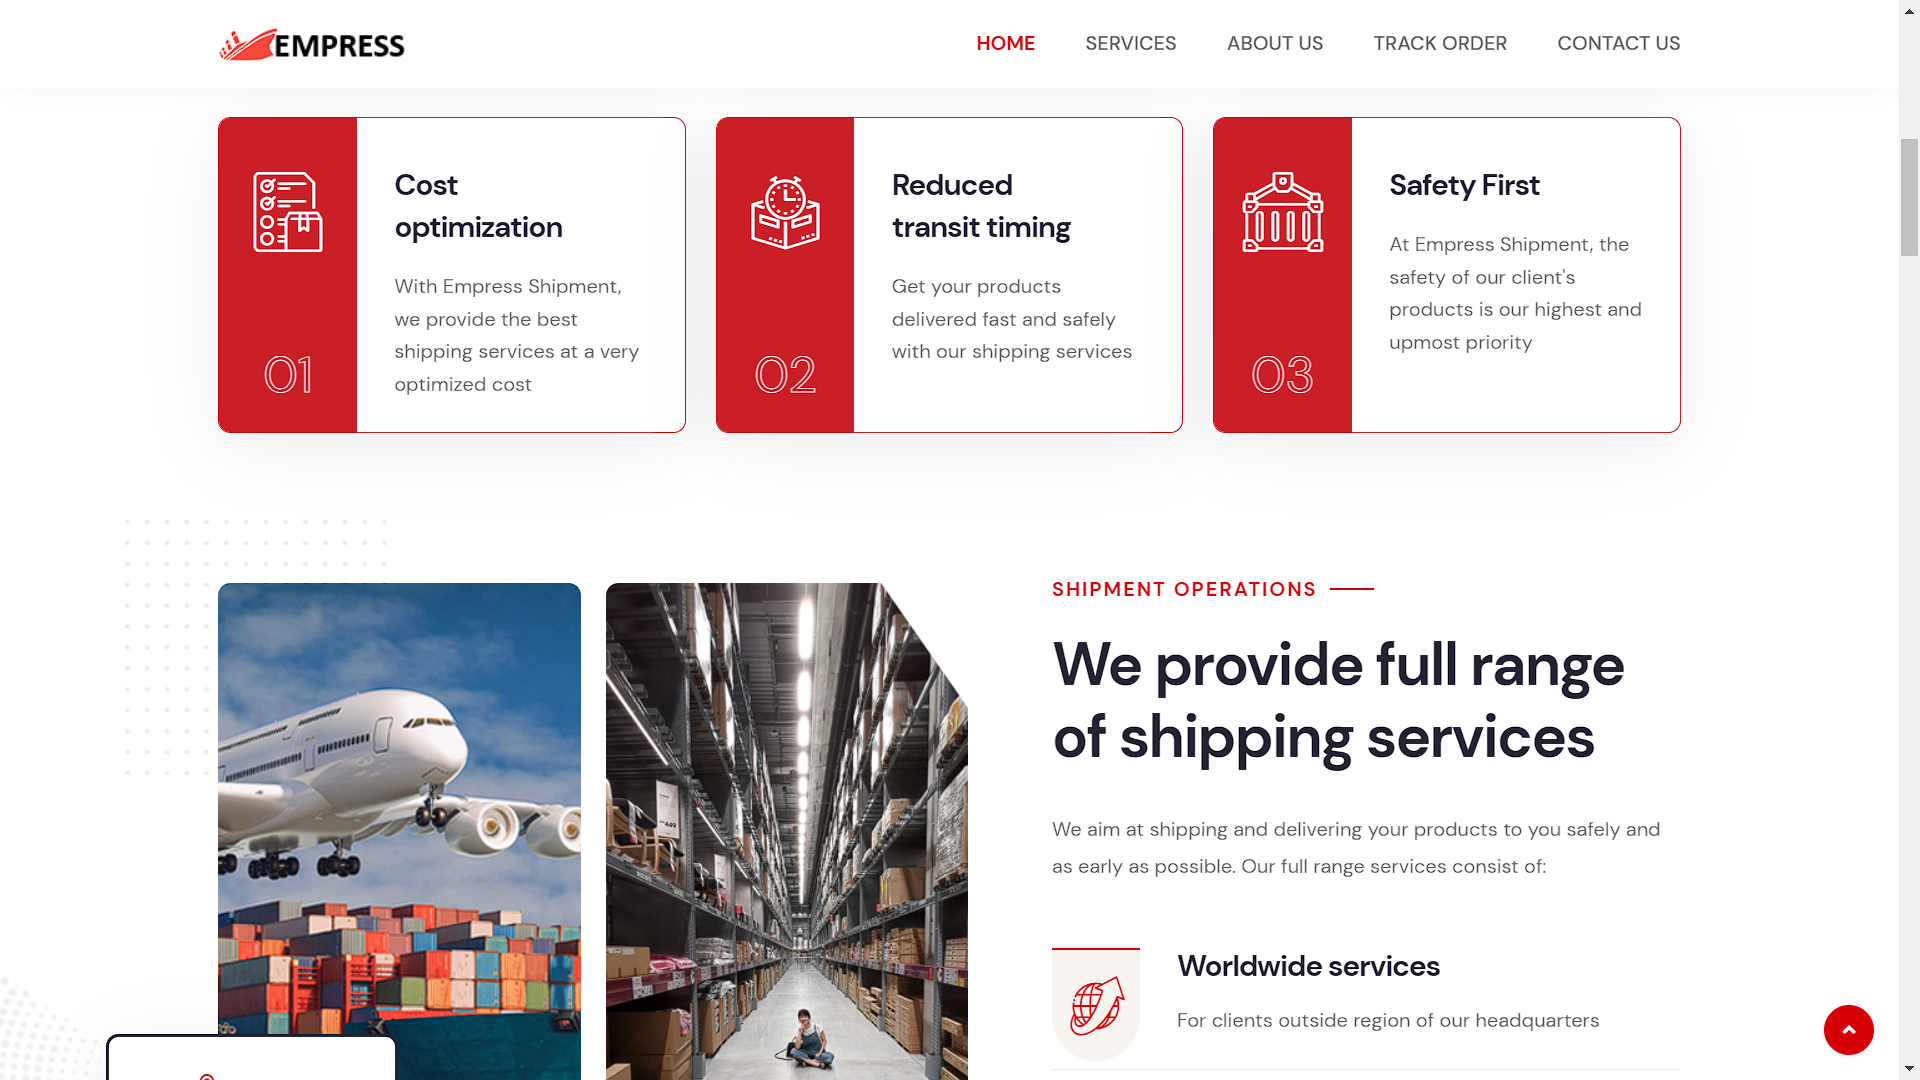 EMPRESS
HOME
SERVICES
ABOUT US
TRACK ORDER
CONTACT US
Cost
optimization
With Empress Shipment,
we provide the best
shipping services at a very
optimized cost
01
Reduced
transit timing
Get your products
delivered fast and safely
with our shipping services
02
Safety First
At Empress Shipment, the
safety of our client's
products is our highest and
upmost priority
03
SHIPMENT OPERATIONS
We provide full range
of shipping services
We aim at shipping and delivering your products to you safely and
as early as possible. Our full range services consist of:
Worldwide services
For clients outside region of our headquarters